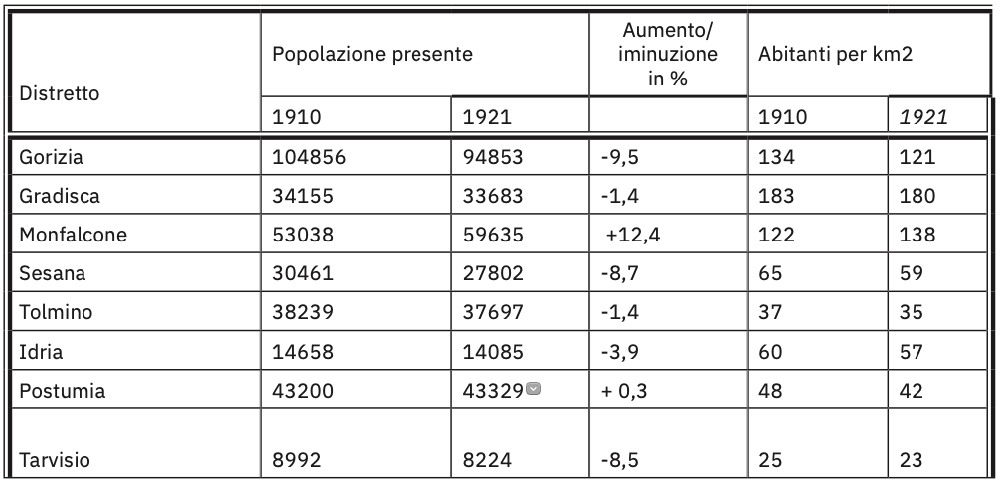 Distretto Popolazione presente Aumento/ Abitanti per km2
iminuzione
in %
1910 1921 1910 1921
Gorizia 104856 94853 -9,5 134 121
Gradisca 34155 33683 -1,4 183 180
Monfalcone 53038 59635 +12,4 122 138
Sesana 30461 27802 -8,7 65 59
Tolmino 38239 37697 -1,4 37 35
Idria 14658 14085 -3,9 60 57
Postumia 43200 43329 + 0,3 48 42
Tarvisio 8992 8224 -8,5 25 23